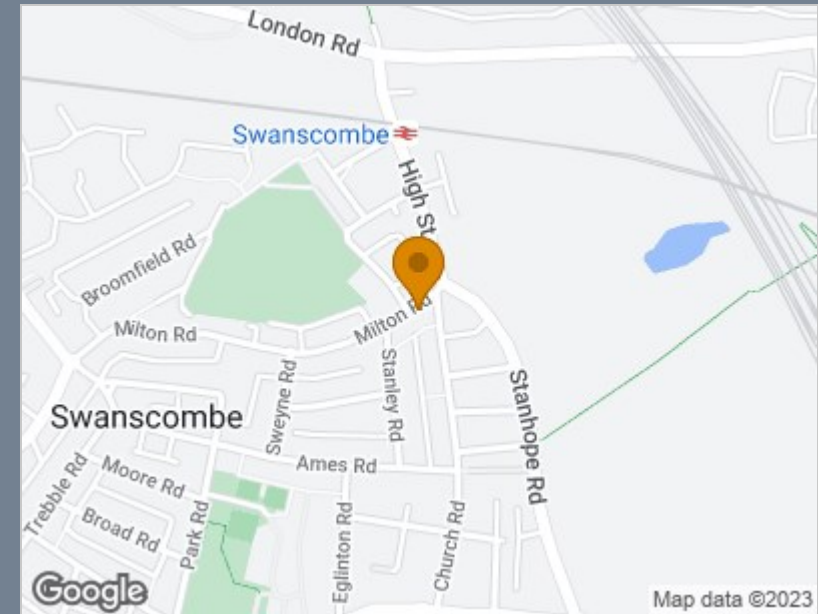 London Rd
Swanscombe
High St
Broomfield Rd
Milton Rd
Milton Rd
Stanley Rd
Sweyne Rd
Stanhope Rd
Swanscombe
Ames Rd
Moore Rd
Trebble Rd
Broad Rd
Park Rd
Eglinton Rd
Church Rd
Google
Map data ©2023